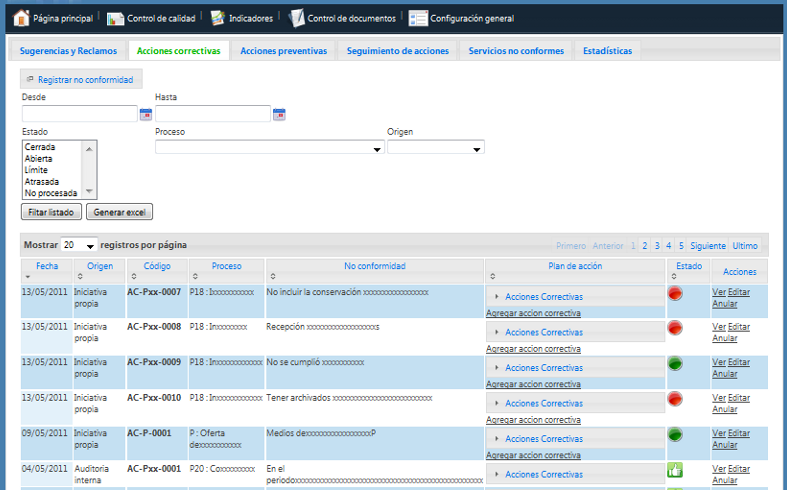 Página principal Control de calidad Indicadores Control de documentos Configuración general
Sugerencias y Reclamos Acciones correctivas Acciones preventivas Seguimiento de acciones Servicios no conformes Estadísticas
Registrar no conformidad
Desde Hasta
Estado Proceso Origen
Cerrada
Abierta
Límite
Atrasada
No procesada
Filtar listado Generar excel
Mostrar 20 registros por página Primero Anterior 1 2 3 4 5 Siguiente Ultimo
Fecha Origen Código Proceso No conformidad Plan de acción Estado Acciones
13/05/2011 Iniciativa propia AC-Pxx-0007 P18 : Ixxxxxxxxxx No incluir la conservación xxxxxxxxxxxxxxxxx Acciones Correctivas Ver Editar
Agregar accion correctiva Anular
13/05/2011 Iniciativa propia AC-Pxx-0008 P18 : Inxxxxxxxx Recepción xxxxxxxxxxxxxxxxxxs Acciones Correctivas Ver Editar
Agregar accion correctiva Anular
13/05/2011 Iniciativa propia AC-Pxx-0009 P18 : Inxxxxxxxxxxxx No se cumplió xxxxxxxxxxx Acciones Correctivas Ver Editar
Agregar accion correctiva Anular
13/05/2011 Iniciativa propia AC-Pxx-0010 P18 : Inxxxxxxxxxxxx Tener archivados xxxxxxxxxxxxxxxxxxxxxxxxxx Acciones Correctivas Ver Editar
Agregar accion correctiva Anular
09/05/2011 Iniciativa propia AC-P-0001 P : Oferta dexxxxxxxxxxx Medios dexxxxxxxxxxxxxxxxxP Acciones Correctivas Ver Editar
Agregar accion correctiva Anular
04/05/2011 Auditoria interna AC-Pxx-0001 P20 : Coxxxxxxxxx En el periodoxxxxxxxxxxxxxxxxxxxxxxxxxxxxxxxxxxxxxxxxxxxxxxxx Acciones Correctivas Ver Editar
Anular